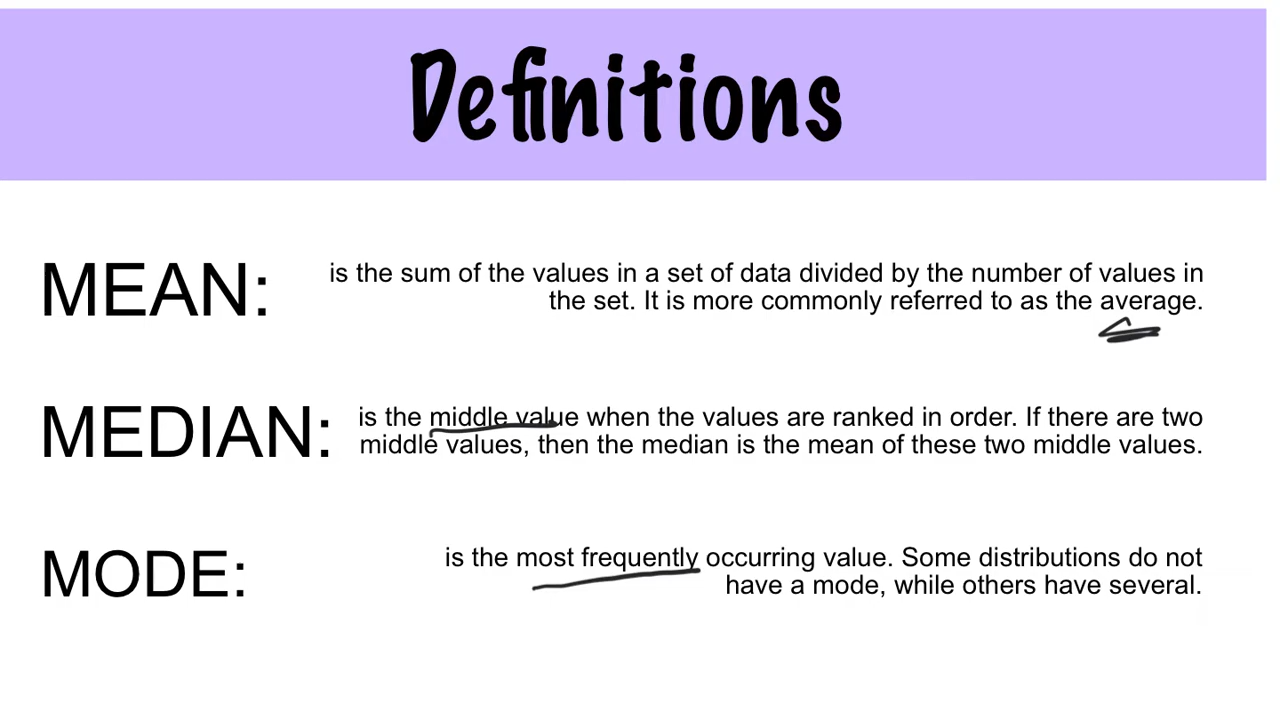 Definitions
MEAN:
is the sum of the values in a set of data divided by the number of values in
the set. It is more commonly referred to as the average.
MEDIAN:
is the middle value when the values are ranked in order. If there are two
middle values, then the median is the mean of these two middle values.
MODE:
is the most frequently occurring value. Some distributions do not
have a mode, while others have several.